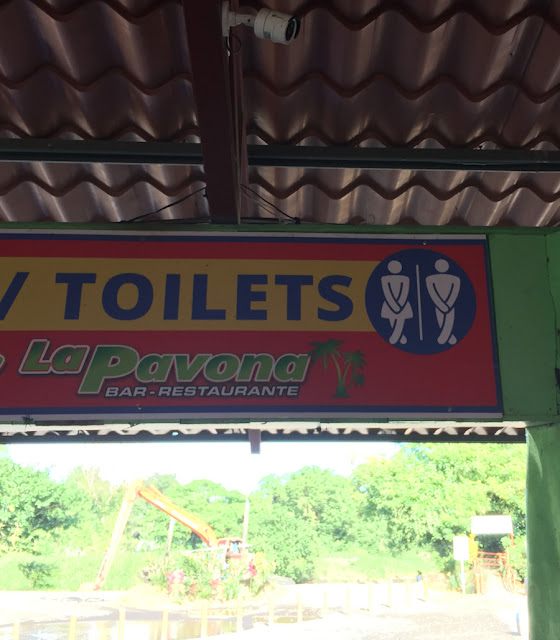 / TOILETS
La Pavona
BAR-RESTAURANTE